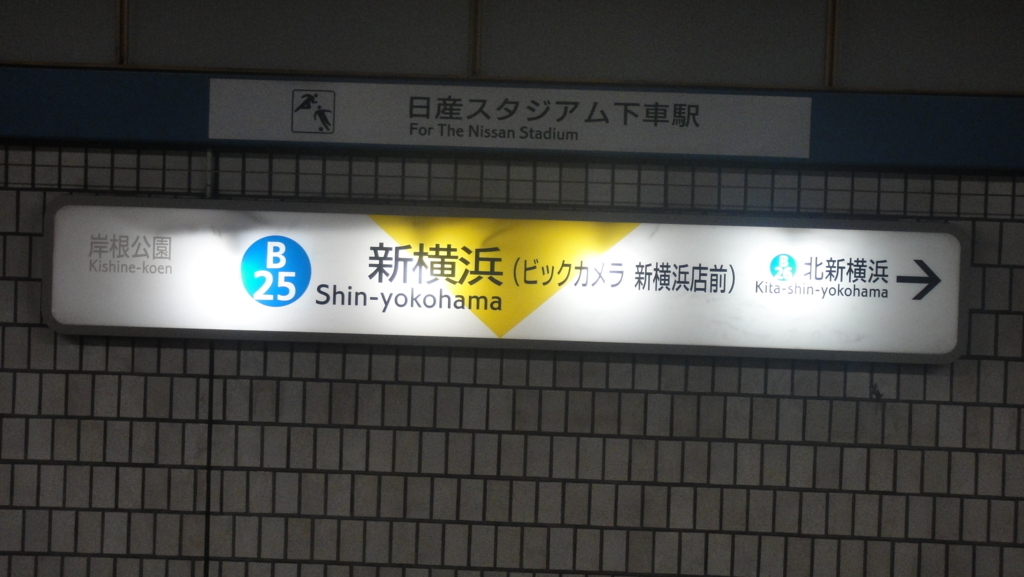 日産スタジアム下車駅
For The Nissan Stadium
岸根公園
Kishine-koen
B
25
新横浜(ビックカメラ 新横浜店前)
Shin-yokohama
北新横浜
Kita-shin-yokohama